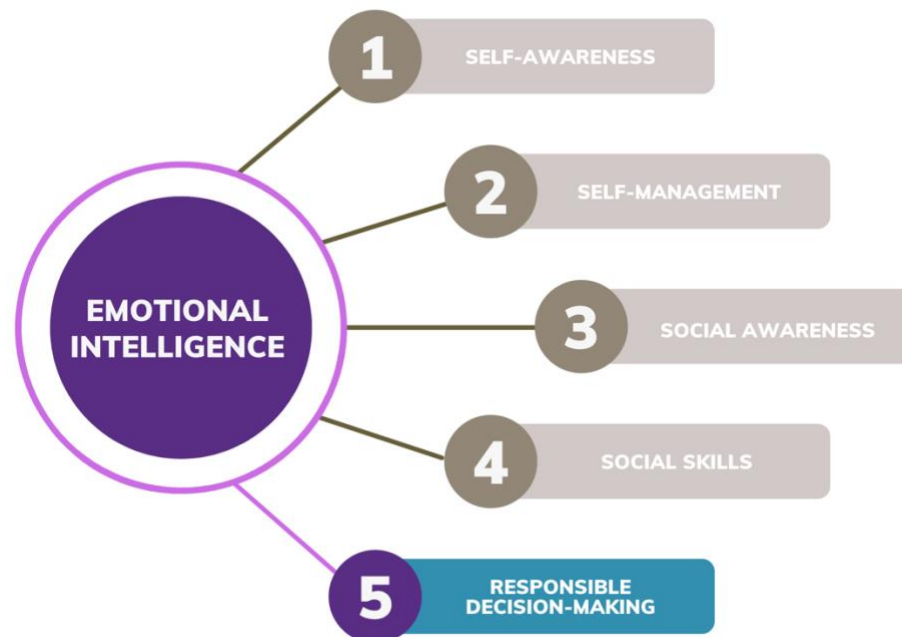 1
SELF-AWARENESS
2
SELF-MANAGEMENT
EMOTIONAL
INTELLIGENCE
3
SOCIAL AWARENESS
4
SOCIAL SKILLS
5
RESPONSIBLE
DECISION-MAKING